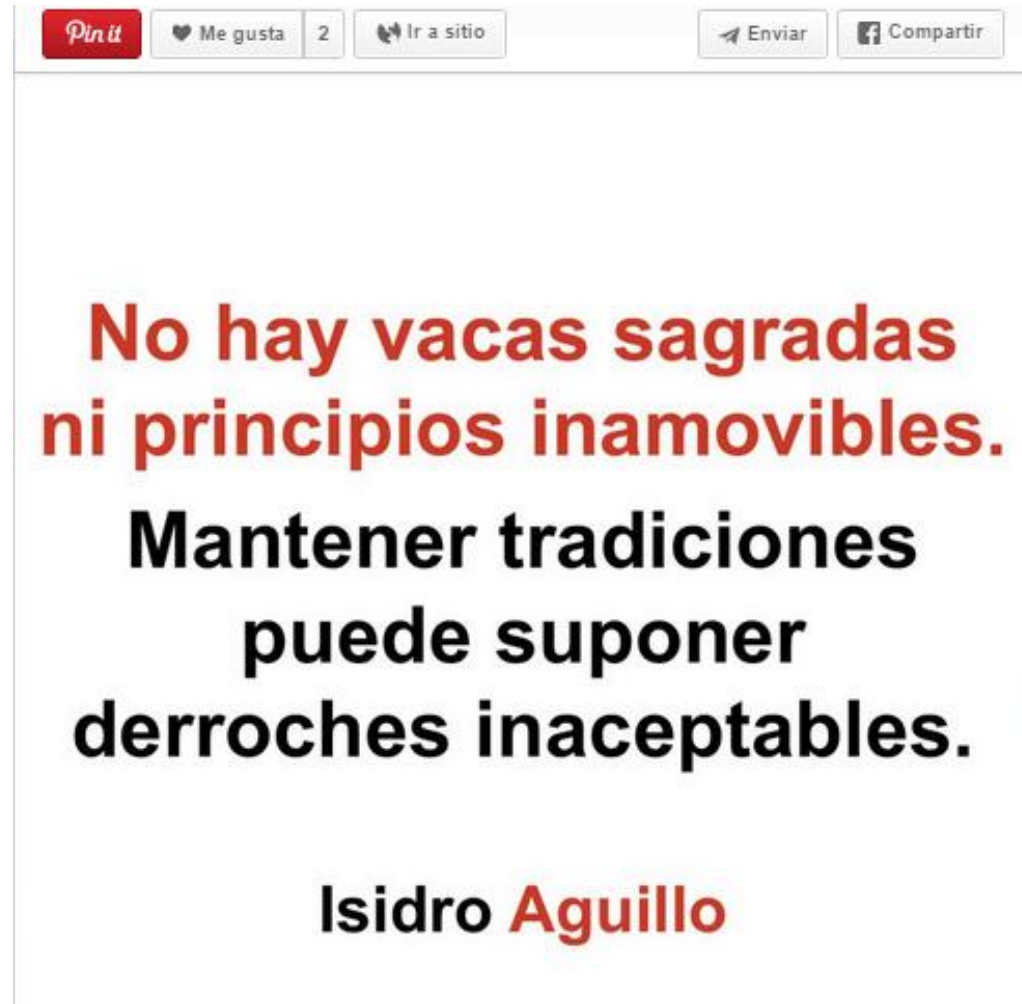 Pin it Me gusta 2 Ir a sitio Enviar Compartir
No hay vacas sagradas
ni principios inamovibles.
Mantener tradiciones
puede suponer
derroches inaceptables.
Isidro Aguillo